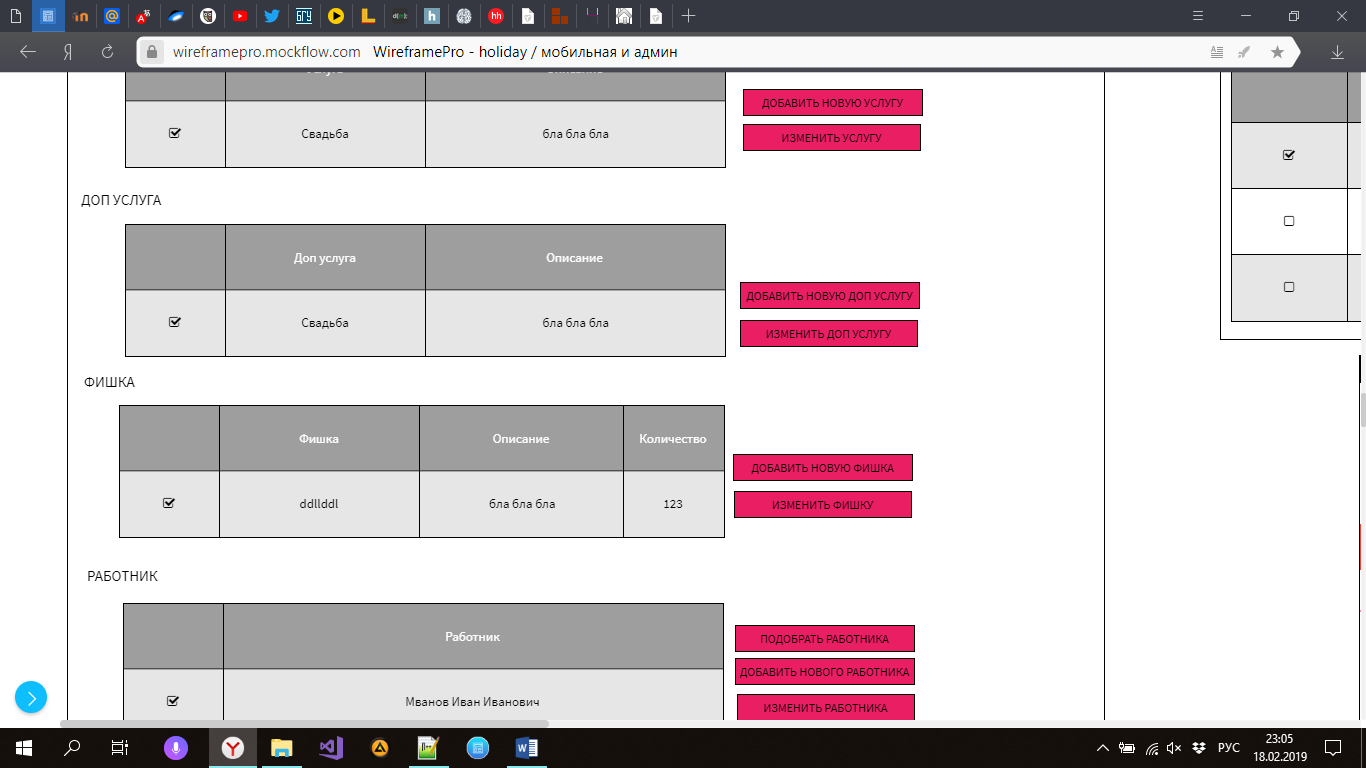 wireframepro.mockflow.com WireframePro - holiday / мобильная и админ
ДОБАВИТЬ НОВУЮ УСЛУГУ
Свадьба бла бла бла
ИЗМЕНИТЬ УСЛУГУ
ДОП УСЛУГА
Доп услуга Описание
ДОБАВИТЬ НОВУЮ ДОП УСЛУГУ
Свадьба бла бла бла
ИЗМЕНИТЬ ДОП УСЛУГУ
ФИШКА
Фишка Описание Количество
ДОБАВИТЬ НОВУЮ ФИШКА
ddllddl бла бла бла 123
ИЗМЕНИТЬ ФИШКУ
РАБОТНИК
Работник
ПОДОБРАТЬ РАБОТНИКА
ДОБАВИТЬ НОВОГО РАБОТНИКА
Мванов Иван Иванович
ИЗМЕНИТЬ РАБОТНИКА
РУС
23:05
18.02.2019